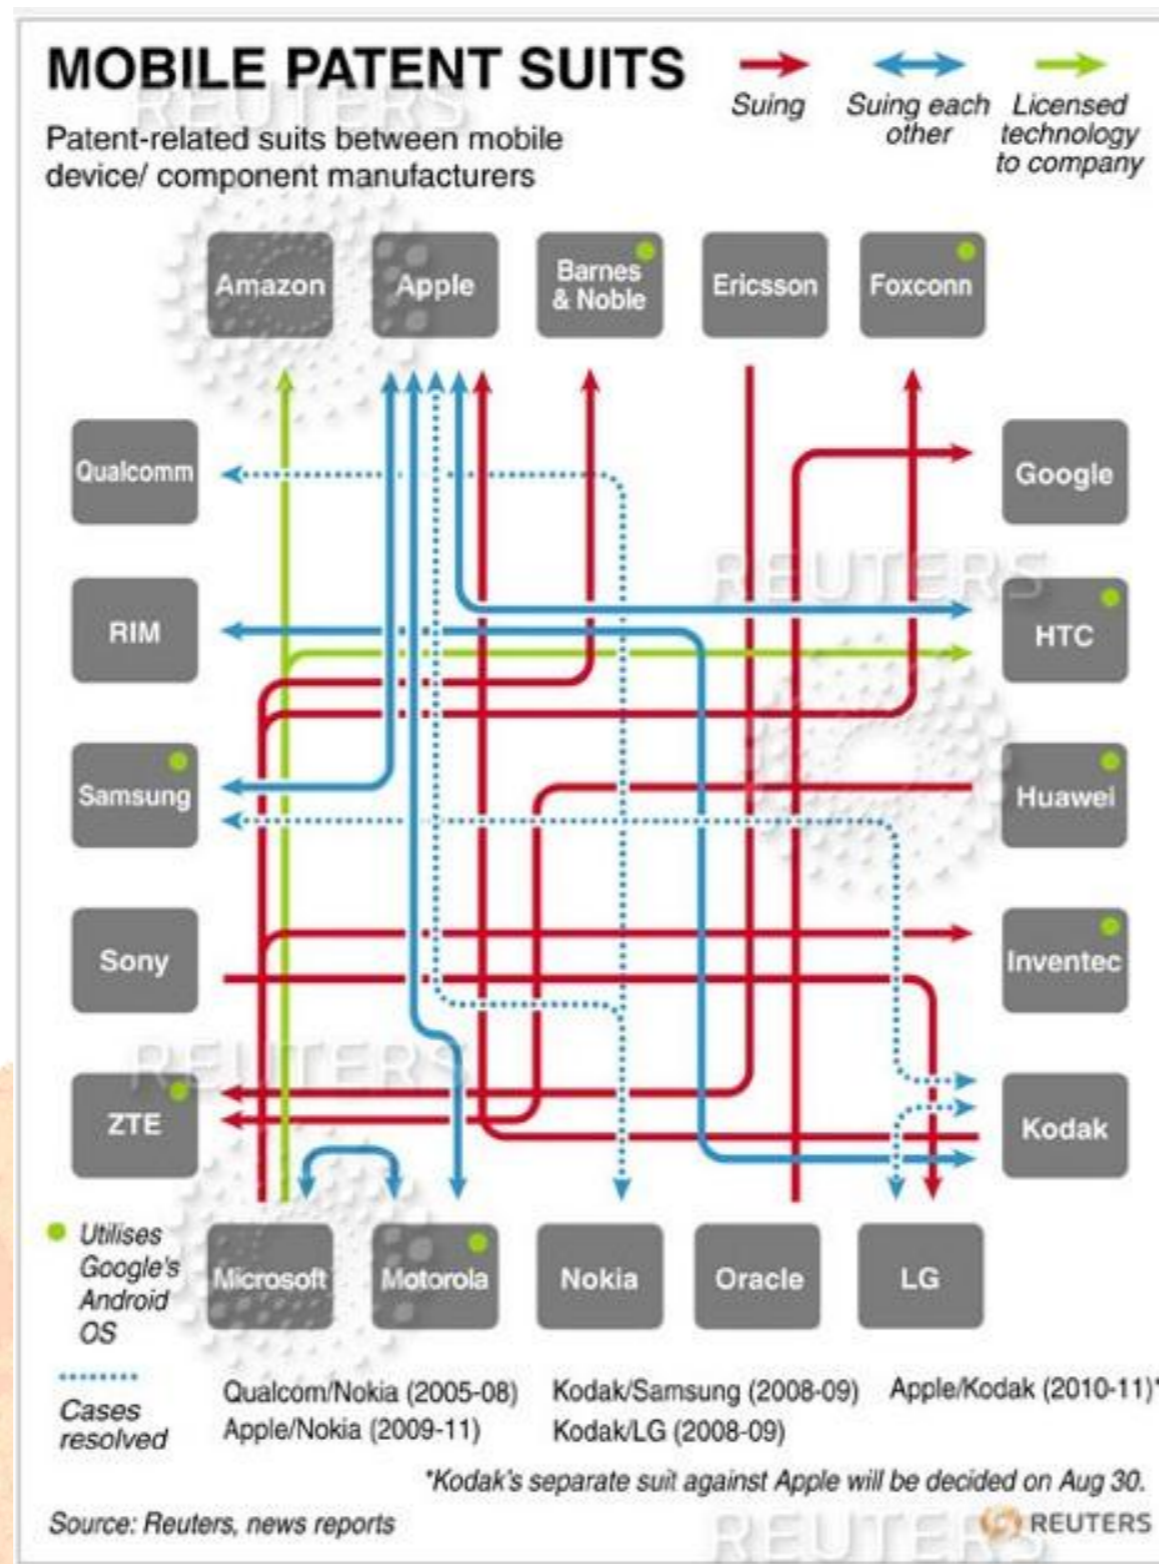 MOBILE PATENT SUITS
Patent-related suits between mobile
device/ component manufacturers
Suing
Suing each
other
Licensed
technology
to company
Amazon
Apple
Barnes
& Noble
Ericsson
Foxconn
Qualcomm
Google
RIM
HTC
Samsung
Huawei
Sony
Inventec
ZTE
Kodak
Microsoft
Motorola
Nokia
Oracle
LG
Utilises
Google's
Android
OS
Cases
resolved
Qualcom/Nokia (2005-08)
Apple/Nokia (2009-11)
Kodak/Samsung (2008-09)
Kodak/LG (2008-09)
Apple/Kodak (2010-11)*
*Kodak's separate suit against Apple will be decided on Aug 30.
Source: Reuters, news reports
REUTERS
REUTERS
REUTERS
REUTERS
REUTERS